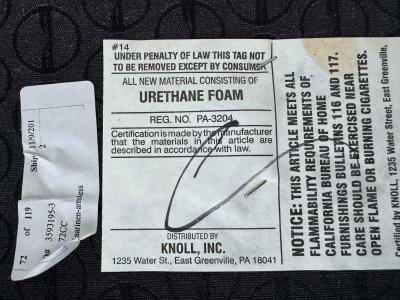 #14
UNDER PENALTY OF LAW THIS TAG NOT
TO BE REMOVED EXCEPT BY CONSUMER
ALL NEW MATERIAL CONSISTING OF
URETHANE FOAM
REG. NO. PA-3204
Certification is made by the manufacturer
that the materials in this article are
described in accordance with law.
DISTRIBUTED BY
KNOLL, INC.
1235 Water St., East Greenville, PA 18041
NOTICE: THIS ARTICLE MEETS ALL
FLAMMABILITY REQUIREMENTS OF
CALIFORNIA BUREAU OF HOME
FURNISHINGS BULLETINS 116 AND 117.
CARE SHOULD BE EXERCISED NEAR
OPEN FLAME OR BURNING CIGARETTES.
Certified by KNOLL, INC., 1235 Water Street, East Greenville,
Ship 11/9/201
2
72 of 119
3593195-3
72CC